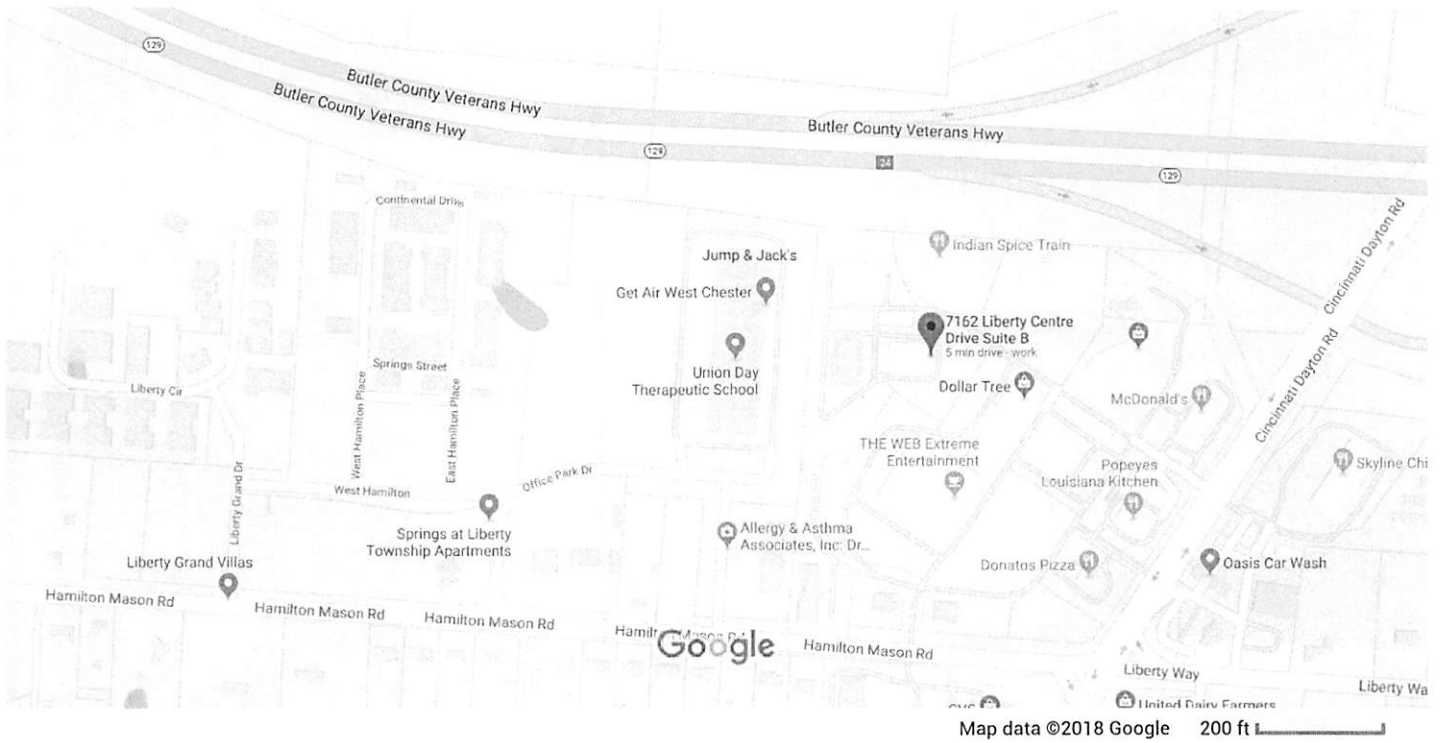 129
Butler County Veterans Hwy
Butler County Veterans Hwy
Butler County Veterans Hwy
129
24
129
Continental Drive
Cincinnati Dayton Rd
Indian Spice Train
Jump & Jack's
Get Air West Chester
7162 Liberty Centre
Drive Suite B
5 min drive - work
Union Day
Therapeutic School
Springs Street
Dollar Tree
McDonald's
Cincinnati Dayton Rd
Liberty Cir
West Hamilton Place
East Hamilton Place
THE WEB Extreme
Entertainment
Popeyes
Louisiana Kitchen
Skyline Chi
Liberty Grand Dr
West Hamilton
Office Park Dr
Springs at Liberty
Township Apartments
Allergy & Asthma
Associates, Inc: Dr...
Donatos Pizza
Oasis Car Wash
Liberty Grand Villas
Hamilton Mason Rd
Hamilton Mason Rd
Hamilton Mason Rd
Hamilton Mason Rd
Google
Hamilton Mason Rd
Liberty Way
Liberty Wa
CVS
United Dairy Farmers
Map data ©2018 Google 200 ft